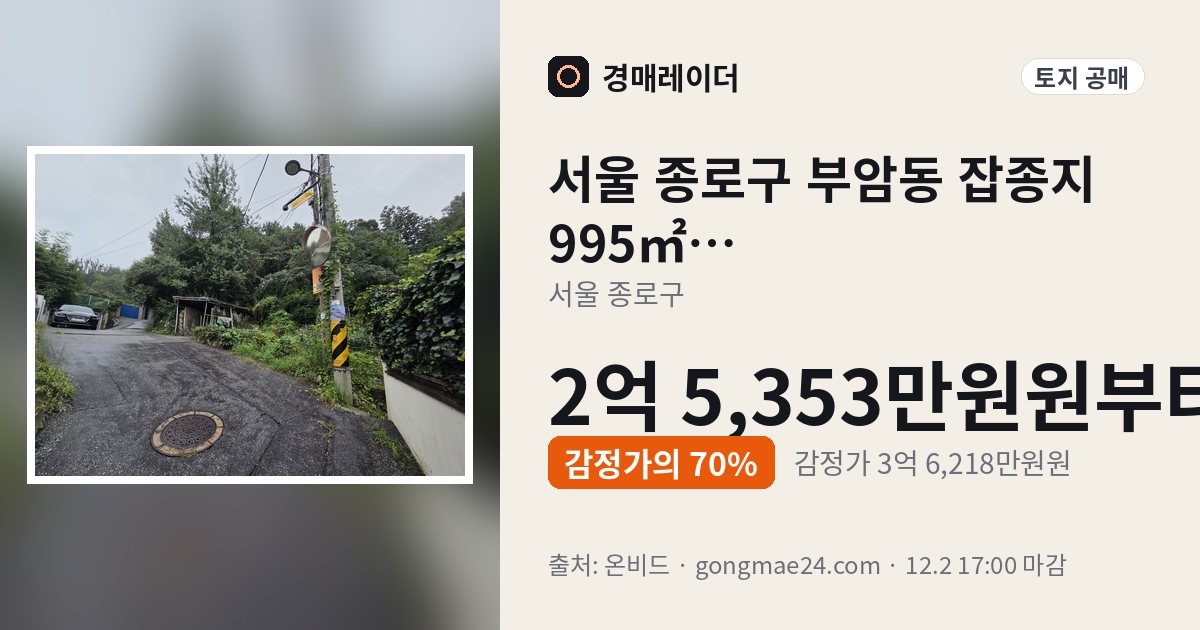 경매레이더
토지 공매
서울 종로구 부암동 잡종지
995㎡…
서울 종로구
2억 5,353만원원부터
감정가의 70% 감정가 3억 6,218만원원
출처: 온비드 · gongmae24.com · 12.2 17:00 마감